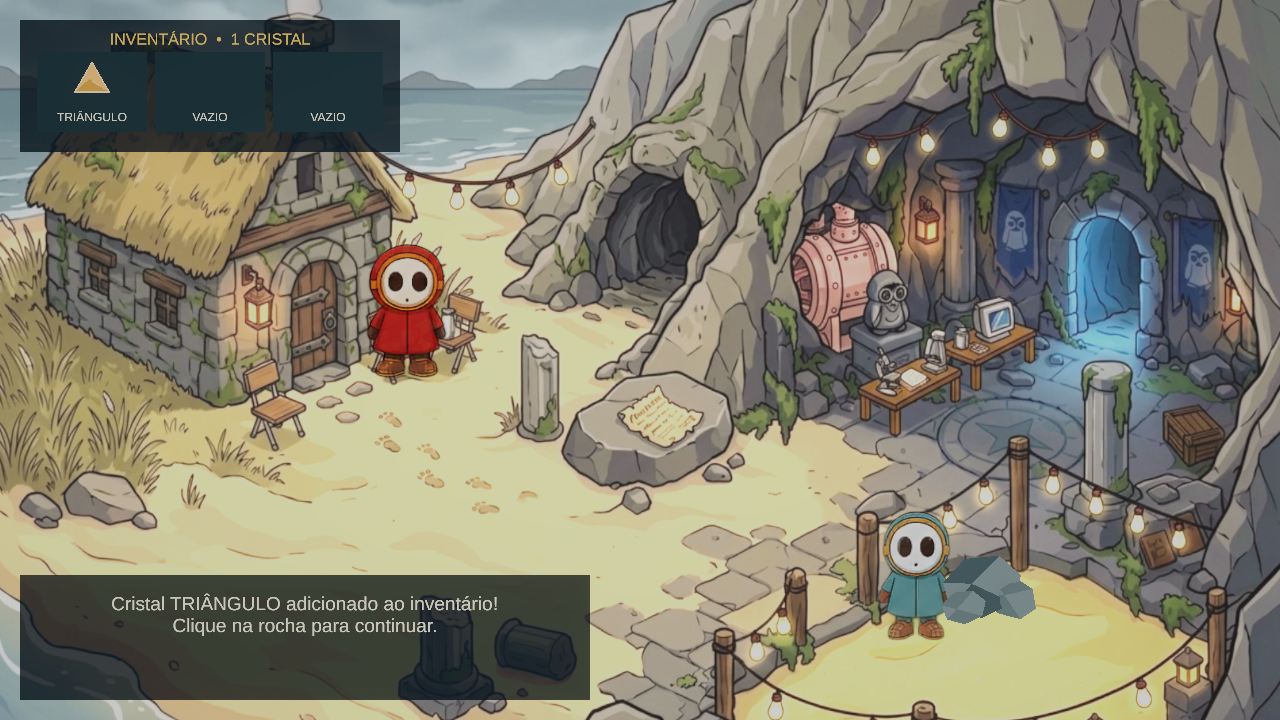 INVENTÁRIO • 1 CRISTAL
TRIÂNGULO
VAZIO
VAZIO
Cristal TRIÂNGULO adicionado ao inventário!
Clique na rocha para continuar.